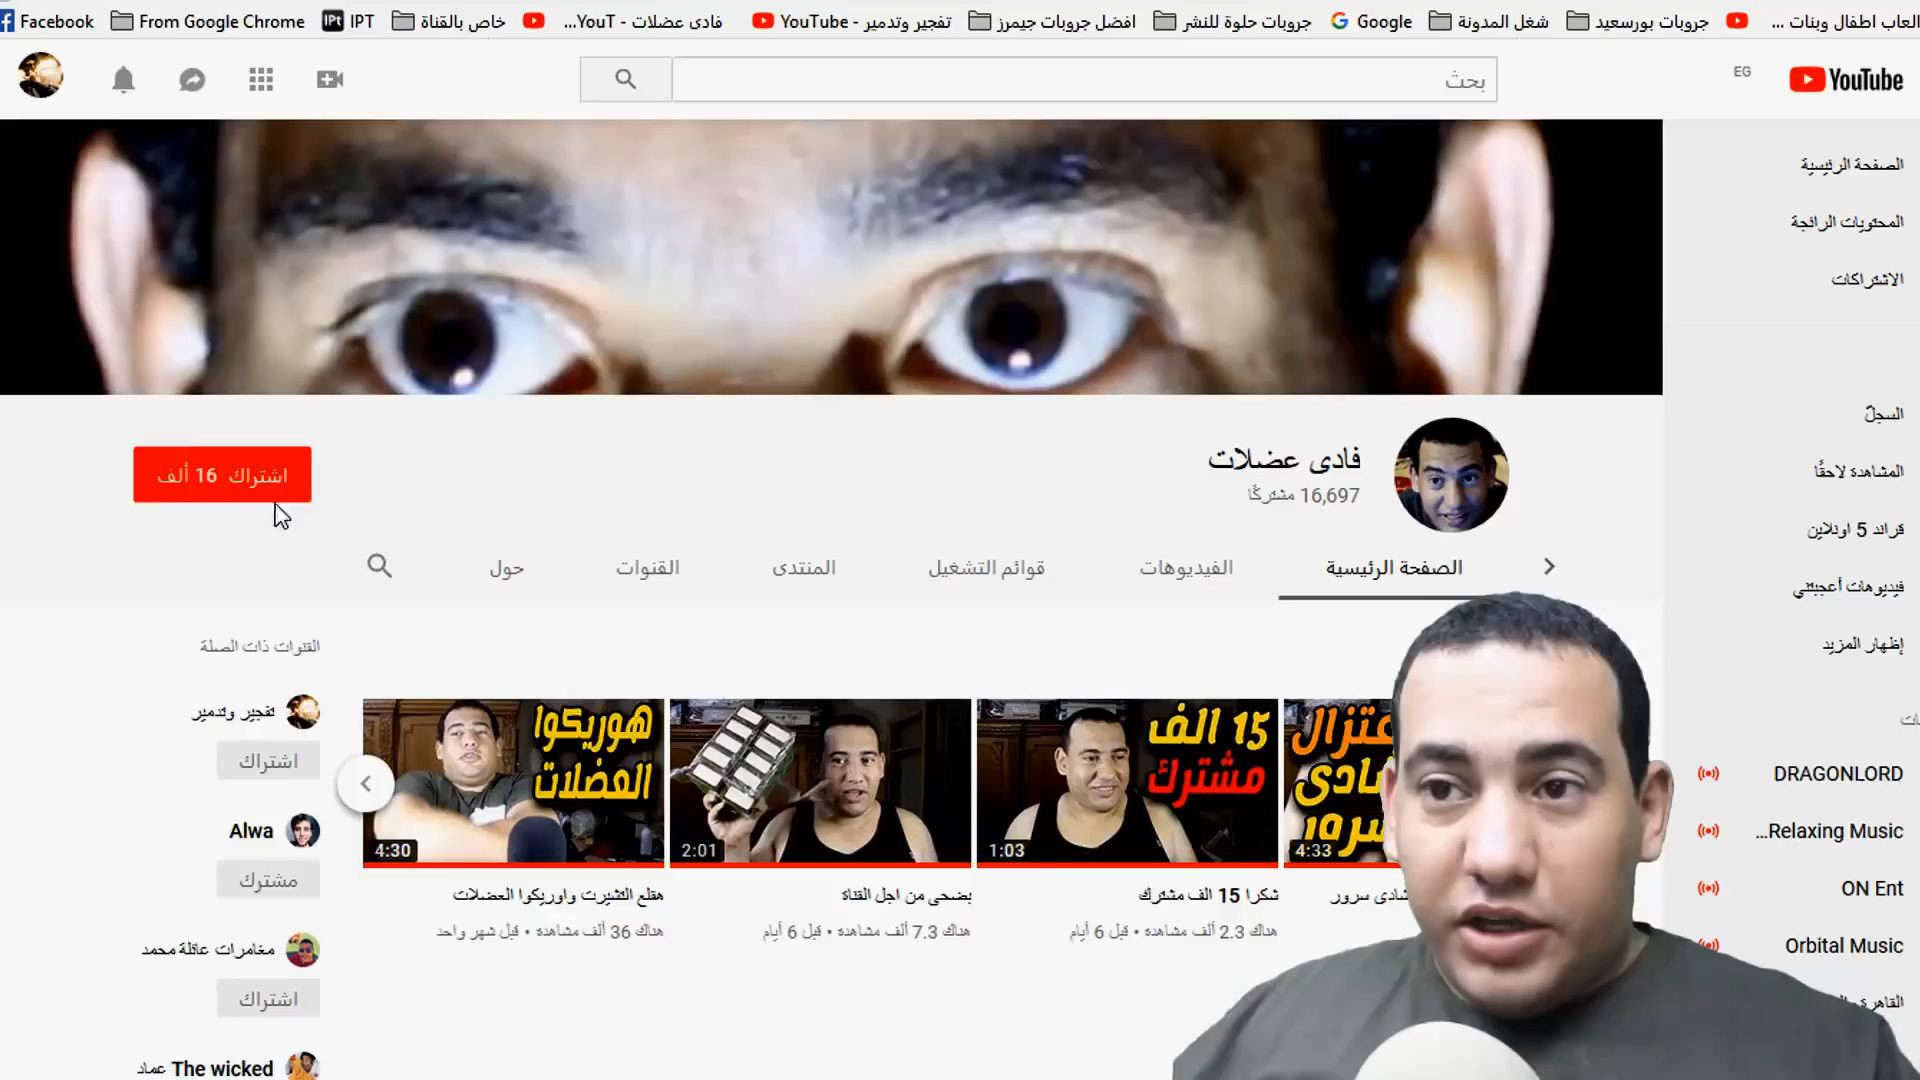 Facebook
From Google Chrome
IPT
خاص بالقناة
فادى عضلات - YouT...
تفجير وتدمير - YouTube
افضل جروبات جيمرز
جروبات حلوة للنشر
Google
شغل المدونة
جروبات بورسعيد
العاب اطفال وبنات ...
بحث
EG
YouTube
الصفحة الرئيسية
المحتويات الرائجة
الاشتراكات
السجلّ
المشاهدة لاحقًا
قراند 5 اونلاين
فيديوهات أعجبتني
إظهار المزيد
DRAGONLORD
Relaxing Music...
ON Ent
Orbital Music
فادى عضلات
16,697 مشتركًا
اشتراك 16 ألف
الصفحة الرئيسية
الفيديوهات
قوائم التشغيل
المنتدى
القنوات
حول
القنوات ذات الصلة
تفجير وتدمير
اشتراك
Alwa
مشترك
مغامرات عائلة محمد
اشتراك
The wicked عماد
هوريكوا
العضلات
4:30
هقلع التشيرت واوريكوا العضلات
هناك 36 ألف مشاهدة • قبل شهر واحد
2:01
بضحى من اجل القناة
هناك 7.3 ألف مشاهدة • قبل 6 أيام
15 الف
مشترك
1:03
شكرا 15 الف مشترك
هناك 2.3 ألف مشاهدة • قبل 6 أيام
4:33
شادى سرور